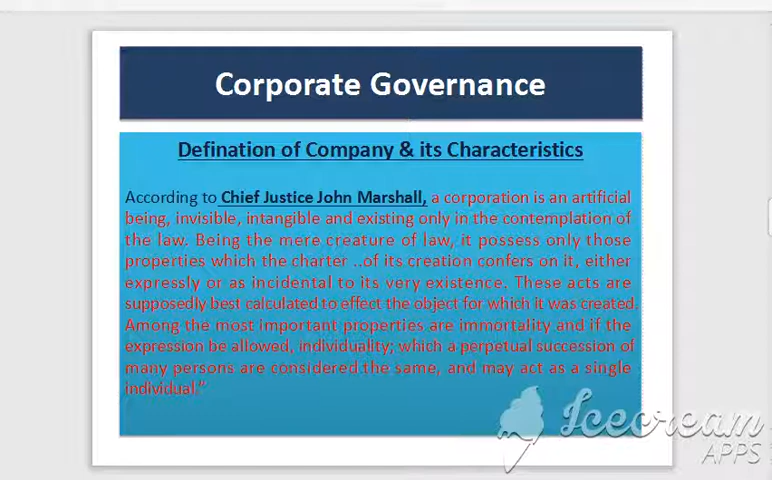 Corporate Governance
Defination of Company & its Characteristics
According to Chief Justice John Marshall, a corporation is an artificial
being, invisible, intangible and existing only in the contemplation of
the law. Being the mere creature of law, it possess only those
properties which the charter ..of its creation confers on it, either
expressly or as incidental to its very existence. These acts are
supposedly best calculated to effect the object for which it was created.
Among the most important properties are immortality and if the
expression be allowed, individuality; which a perpetual succession of
many persons are considered the same, and may act as a single
individual."
Icecream
APPS